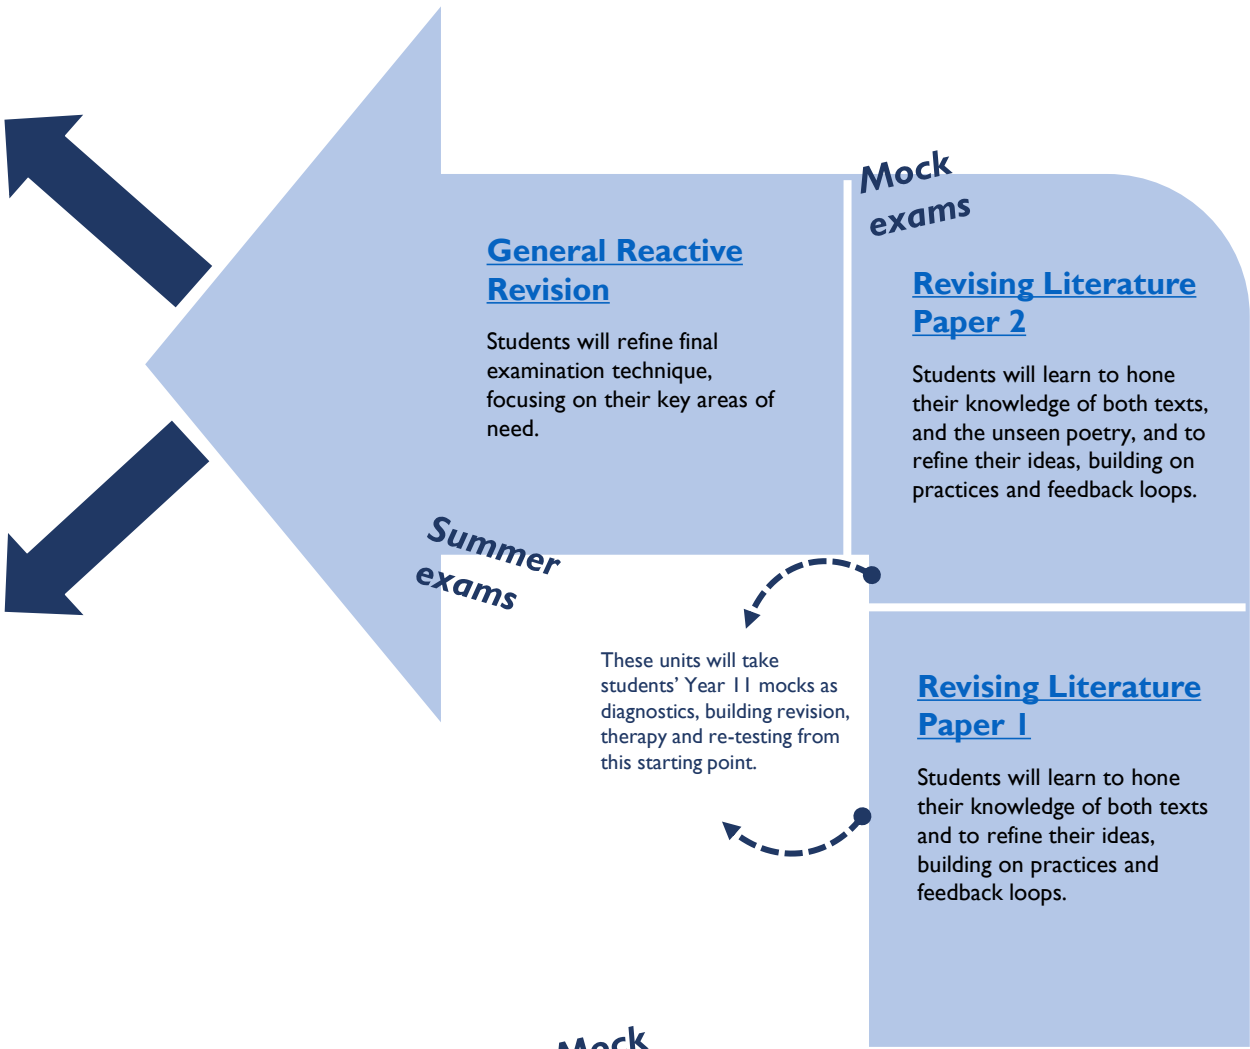 Mock
exams
General Reactive
Revision
Students will refine final
examination technique,
focusing on their key areas of
need.
Revising Literature
Paper 2
Students will learn to hone
their knowledge of both texts,
and the unseen poetry, and to
refine their ideas, building on
practices and feedback loops.
Summer
exams
These units will take
students’ Year 11 mocks as
diagnostics, building revision,
therapy and re-testing from
this starting point.
Revising Literature
Paper 1
Students will learn to hone
their knowledge of both texts
and to refine their ideas,
building on practices and
feedback loops.
Mock